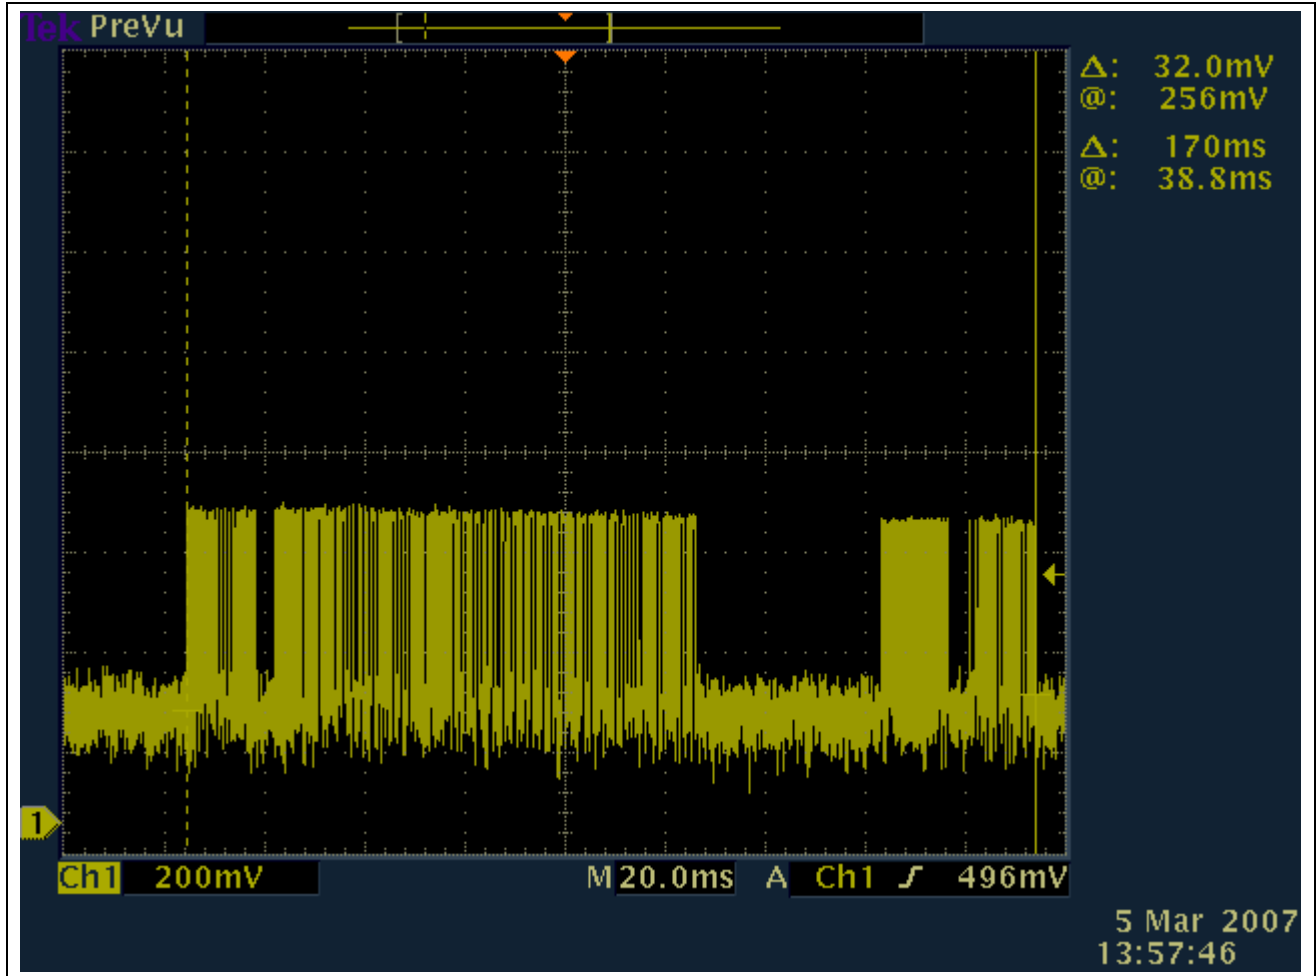 Tek PreVu
Δ: 32.0mV
@: 256mV
Δ: 170ms
@: 38.8ms
1
Ch1 200mV M 20.0ms A Ch1 496mV
5 Mar 2007
13:57:46